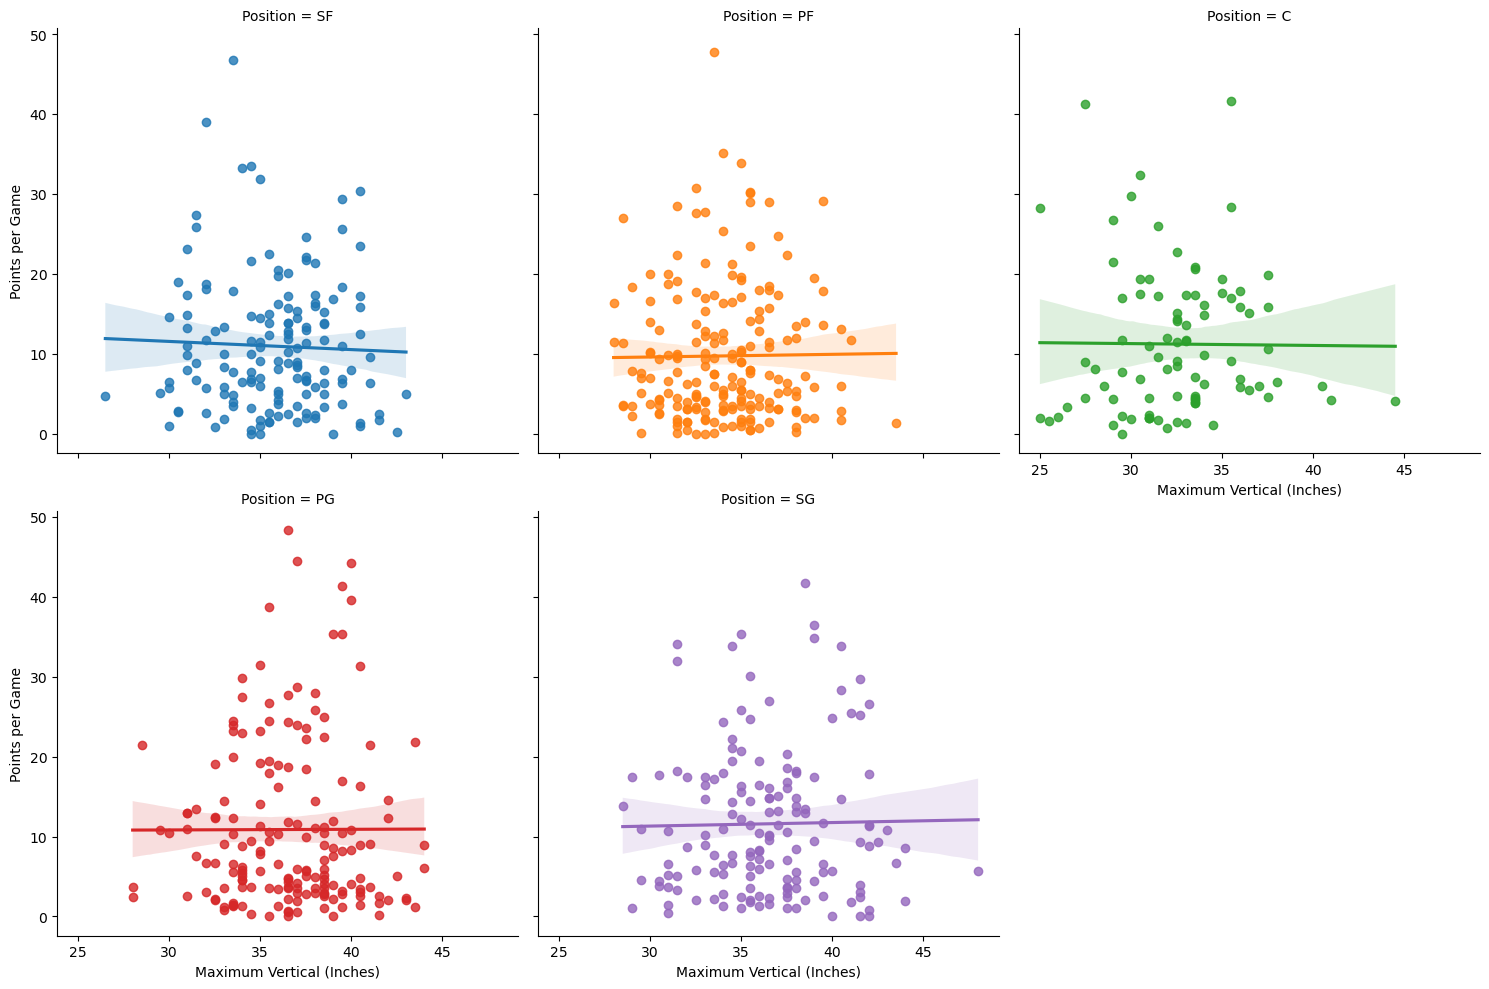 Position = SF
Position = PF
Position = C
50
40
30
20
10
0
Points per Game
25 30 35 40 45
Maximum Vertical (Inches)
Position = PG
Position = SG
50
40
30
20
10
0
Points per Game
25 30 35 40 45
25 30 35 40 45
Maximum Vertical (Inches)
Maximum Vertical (Inches)